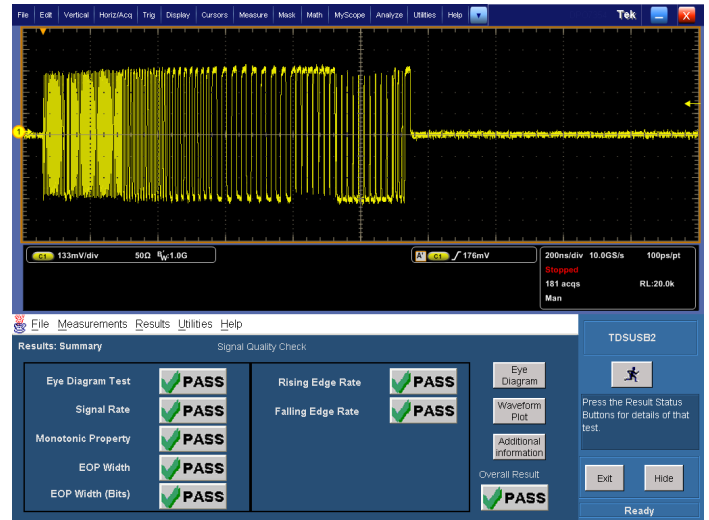 File Edit Vertical Horiz/Acq Trig Display Cursors Measure Mask Math MyScope Analyze Utilities Help Tek X
1
C1 133mV/div 50Ω BW:1.0G
A' C1 176mV
200ns/div 10.0GS/s 100ps/pt
Stopped
181 acqs RL:20.0k
Man
File Measurements Results Utilities Help
Results: Summary Signal Quality Check
Eye Diagram Test PASS
Signal Rate PASS
Monotonic Property PASS
EOP Width PASS
EOP Width (Bits) PASS
Rising Edge Rate PASS
Falling Edge Rate PASS
Eye
Diagram
Waveform
Plot
Additional
information
Overall Result
PASS
TDSUSB2
Press the Result Status
Buttons for details of that
test.
Exit Hide
Ready